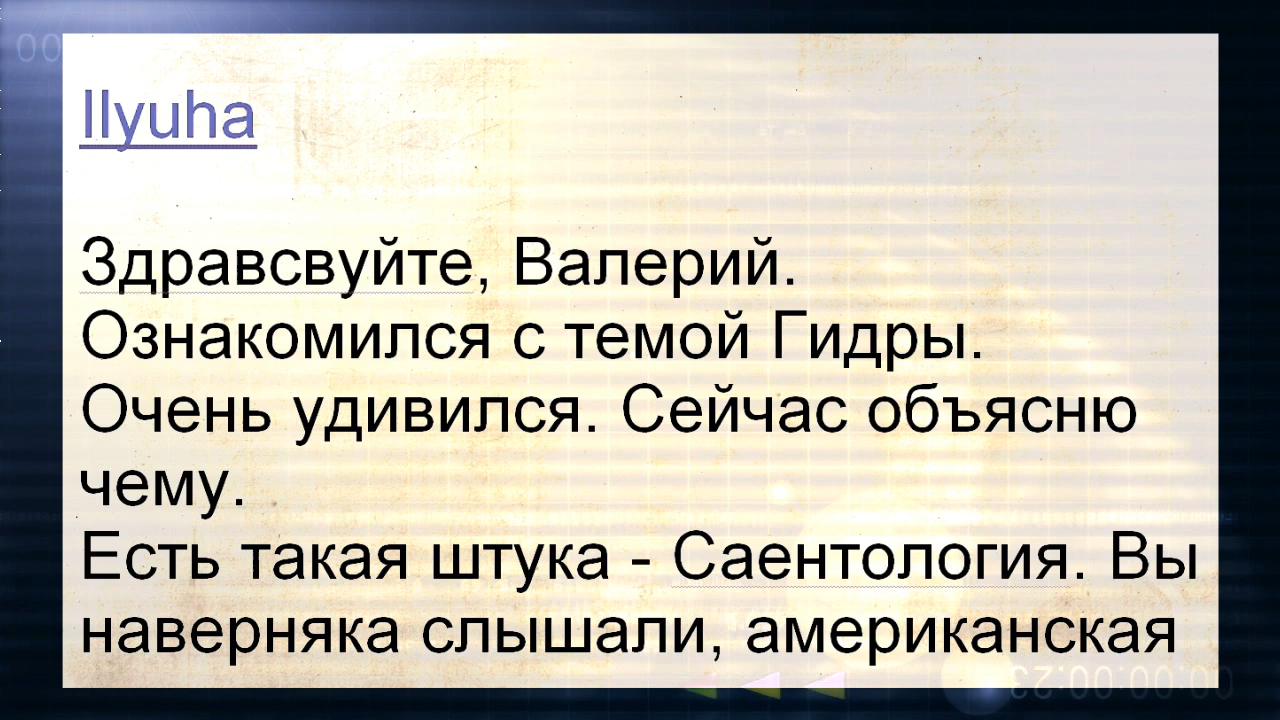 Ilyuha
Здравсвуйте, Валерий.
Ознакомился с темой Гидры.
Очень удивился. Сейчас объясню
чему.
Есть такая штука - Саентология. Вы
наверняка слышали, американская